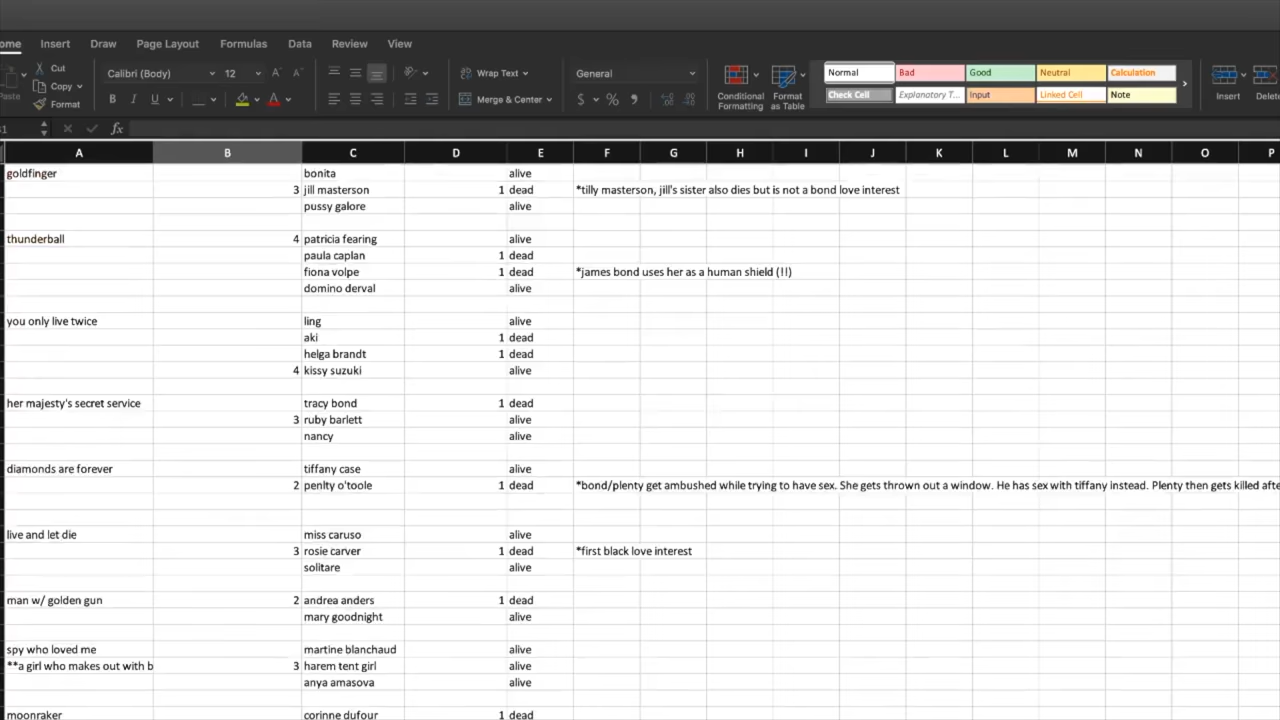 ome Insert Draw Page Layout Formulas Data Review View
Paste Cut Copy Format
Calibri (Body) 12 A A
B I U A
Wrap Text
Merge & Center
General
$ % 9
Conditional Formatting
Format as Table
Normal Bad Good Neutral Calculation
Check Cell Explanatory T... Input Linked Cell Note
Insert Delet
31 fx
A B C D E F G H I J K L M N O P
goldfinger bonita alive
3 jill masterson 1 dead *tilly masterson, jill's sister also dies but is not a bond love interest
pussy galore alive
thunderball 4 patricia fearing alive
paula caplan 1 dead
fiona volpe 1 dead *james bond uses her as a human shield (!!)
domino derval alive
you only live twice ling alive
aki 1 dead
helga brandt 1 dead
4 kissy suzuki alive
her majesty's secret service tracy bond 1 dead
3 ruby barlett alive
nancy alive
diamonds are forever tiffany case alive
2 penlty o'toole 1 dead *bond/plenty get ambushed while trying to have sex. She gets thrown out a window. He has sex with tiffany instead. Plenty then gets killed afte
live and let die miss caruso alive
3 rosie carver 1 dead *first black love interest
solitare alive
man w/ golden gun 2 andrea anders 1 dead
mary goodnight alive
spy who loved me martine blanchaud alive
**a girl who makes out with b 3 harem tent girl alive
anya amasova alive
moonraker corinne dufour 1 dead